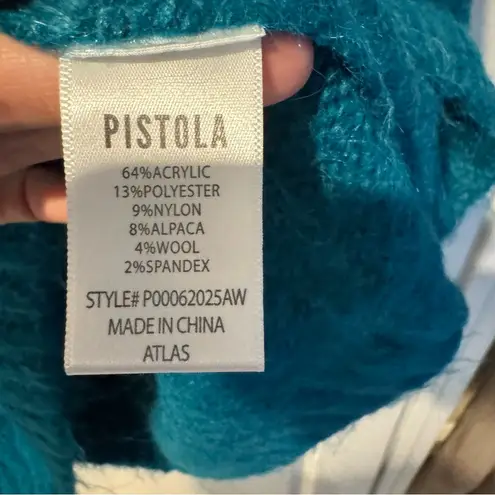 PISTOLA
64%ACRYLIC
13%POLYESTER
9%NYLON
8%ALPACA
4%WOOL
2%SPANDEX
STYLE# P00062025AW
MADE IN CHINA
ATLAS